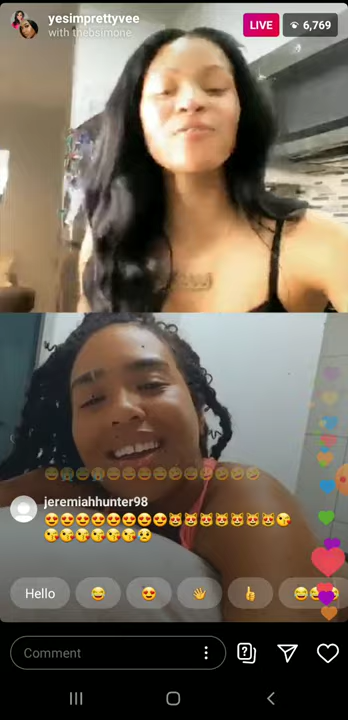 yesimprettyvee
with thebsimone
LIVE
6,769
jeremiahhunter98
Hello
Comment